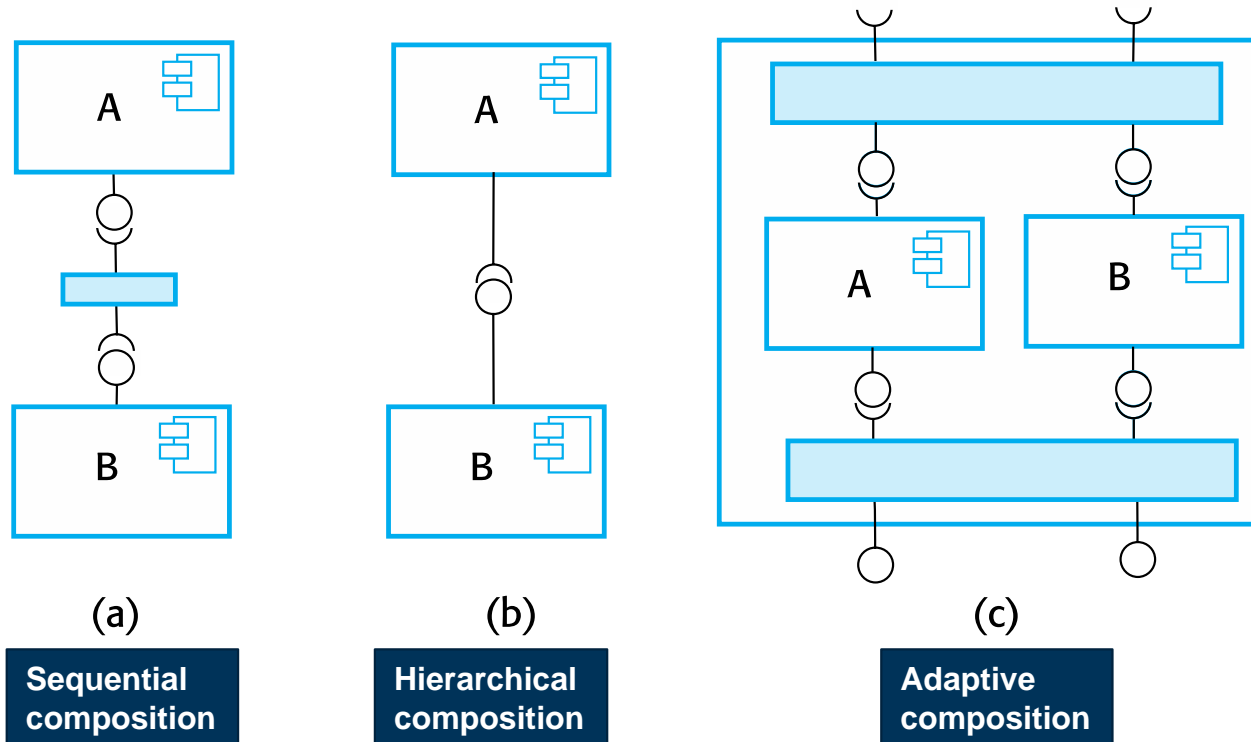 A
B
(a)
Sequential
composition
A
B
(b)
Hierarchical
composition
A
B
(c)
Adaptive
composition